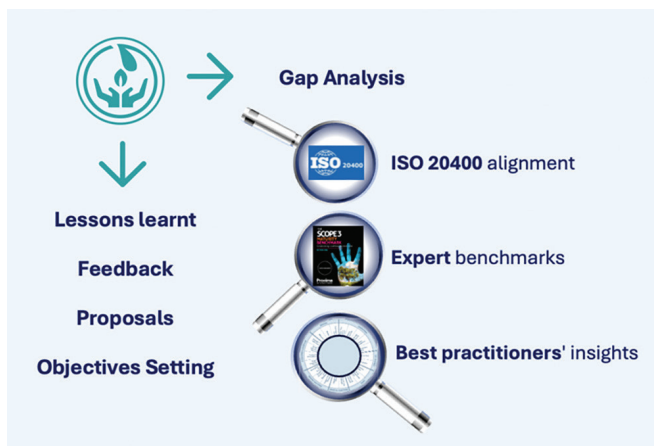 Gap Analysis
ISO 20400
ISO 20400 alignment
Lessons learnt
Feedback
SCOPE 3
Expert benchmarks
Proposals
Objectives Setting
Best practitioners' insights